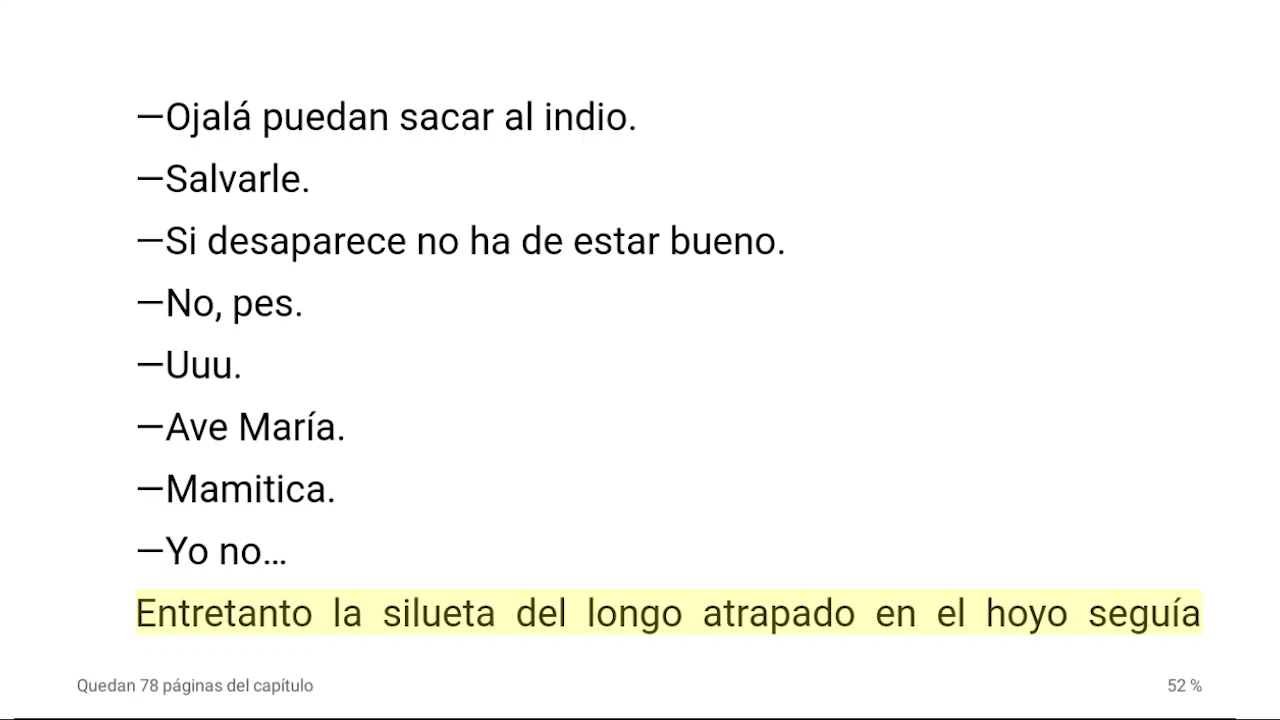 —Ojalá puedan sacar al indio.
—Salvarle.
—Si desaparece no ha de estar bueno.
—No, pes.
—Uuu.
—Ave María.
—Mamitica.
—Yo no…
Entretanto la silueta del longo atrapado en el hoyo seguía
Quedan 78 páginas del capítulo
52 %